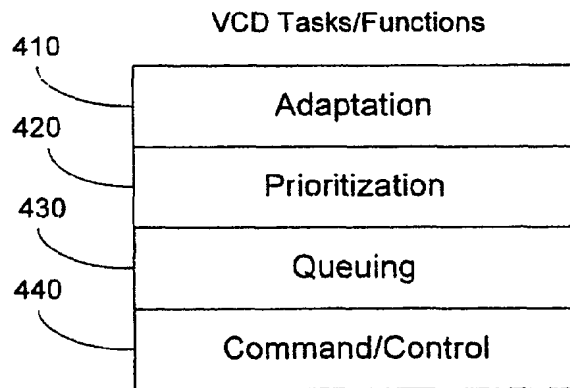 VCD Tasks/Functions
410
Adaptation
420
Prioritization
430
Queuing
440
Command/Control